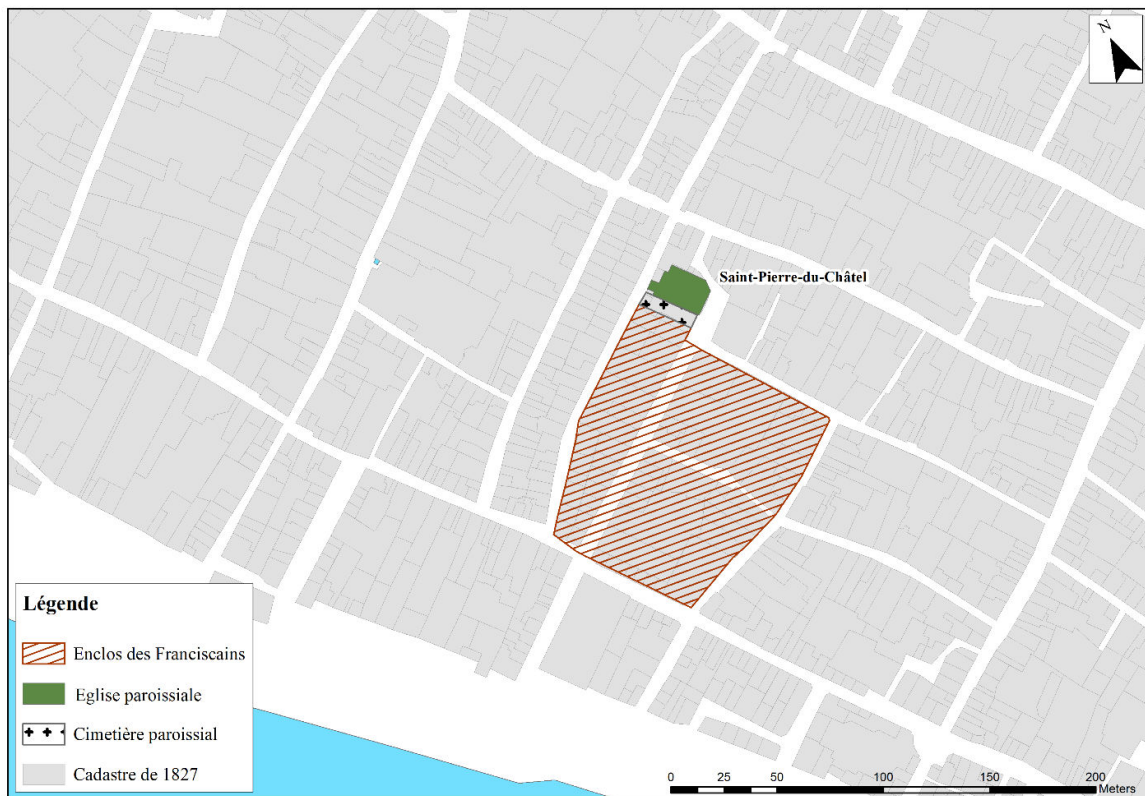 N
Saint-Pierre-du-Châtel
Légende
Enclos des Franciscains
Eglise paroissiale
Cimetière paroissial
Cadastre de 1827
0 25 50 100 150 200
Meters